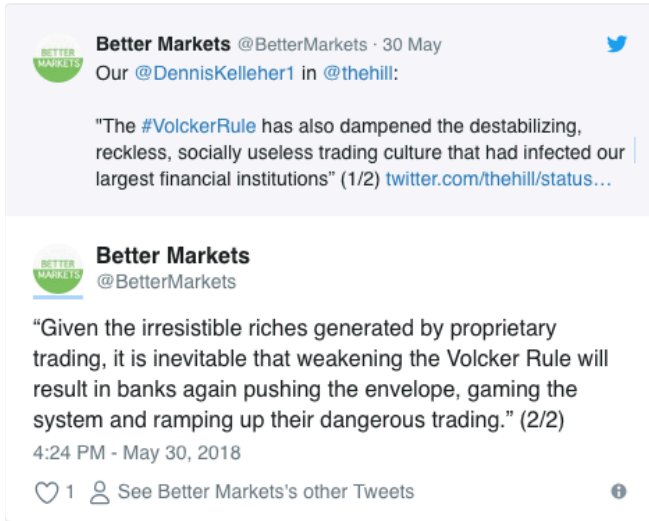 BETTER
MARKETS
Better Markets @BetterMarkets · 30 May
Our @DennisKelleher1 in @thehill:
"The #VolckerRule has also dampened the destabilizing,
reckless, socially useless trading culture that had infected our
largest financial institutions” (1/2) twitter.com/thehill/status…
BETTER
MARKETS
Better Markets
@BetterMarkets
“Given the irresistible riches generated by proprietary
trading, it is inevitable that weakening the Volcker Rule will
result in banks again pushing the envelope, gaming the
system and ramping up their dangerous trading.” (2/2)
4:24 PM - May 30, 2018
1 See Better Markets's other Tweets